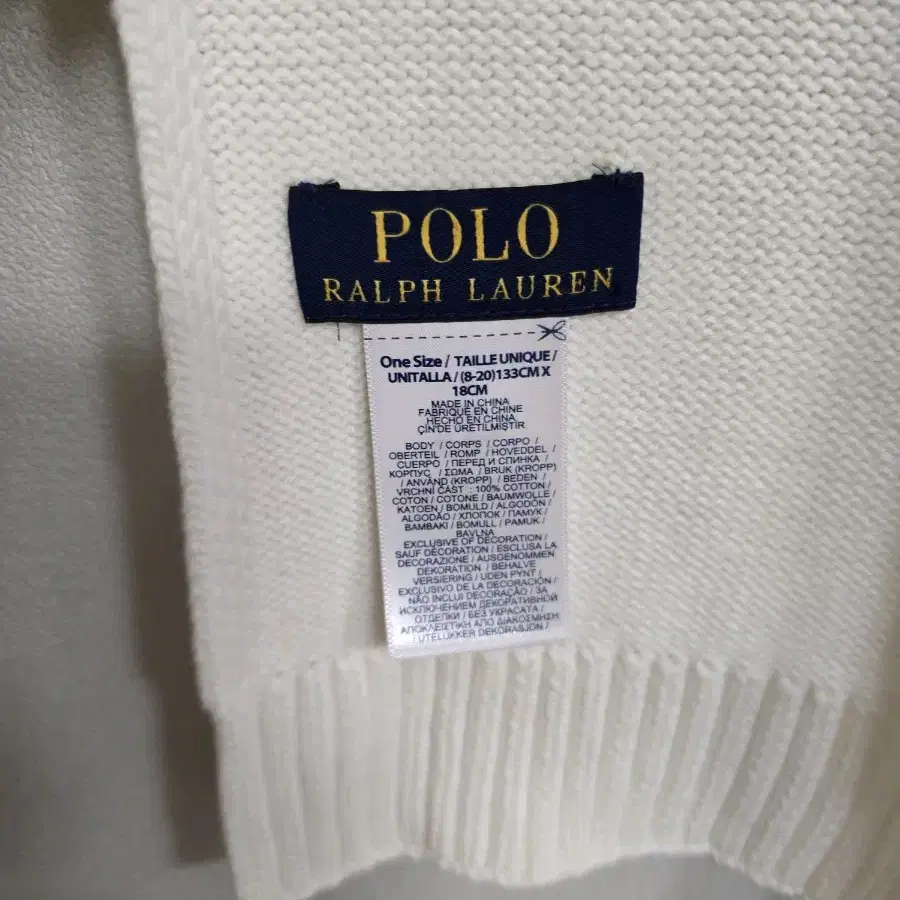 POLO
RALPH LAUREN
One Size / TAILLE UNIQUE /
UNITALLA / (8-20)133CM X
18CM
MADE IN CHINA
FABRIQUÉ EN CHINE
HECHO EN CHINA
ÇİN'DE ÜRETİLMİŞTİR
BODY / CORPS / CORPO /
OBERTEIL / ROMP / HOVEDDEL /
CUERPO / ПЕРЕД И СПИНКА /
КОРПУС / ΣΩΜΑ / BRUK (KROPP)
/ ANVÄND (KROPP) / BEDEN /
VRCHNÍ ČÁST : 100% COTTON /
COTON / COTONE / BAUMWOLLE /
KATOEN / BOMULD / ALGODÓN /
ALGODÃO / ХЛОПОК / ПАМУК /
ΒΑΜΒΑΚΙ / BOMULL / PAMUK /
BAVLNA
EXCLUSIVE OF DECORATION /
SAUF DÉCORATION / ESCLUSA LA
DECORAZIONE / AUSGENOMMEN
DEKORATION / BEHALVE
VERSIERING / UDEN PYNT /
EXCLUSIVO DE LA DECORACIÓN /
NÃO INCLUI DECORAÇÃO / ЗА
ИСКЛЮЧЕНИЕМ ДЕКОРАТИВНОЙ
ОТДЕЛКИ / БЕЗ УКРАСАТА /
ΑΠΟΚΛΕΙΣΤΙΚΗ ΑΠΟ ΔΙΑΚΟΣΜΗΣΗ
/ UTELUKKER DEKORASJON /